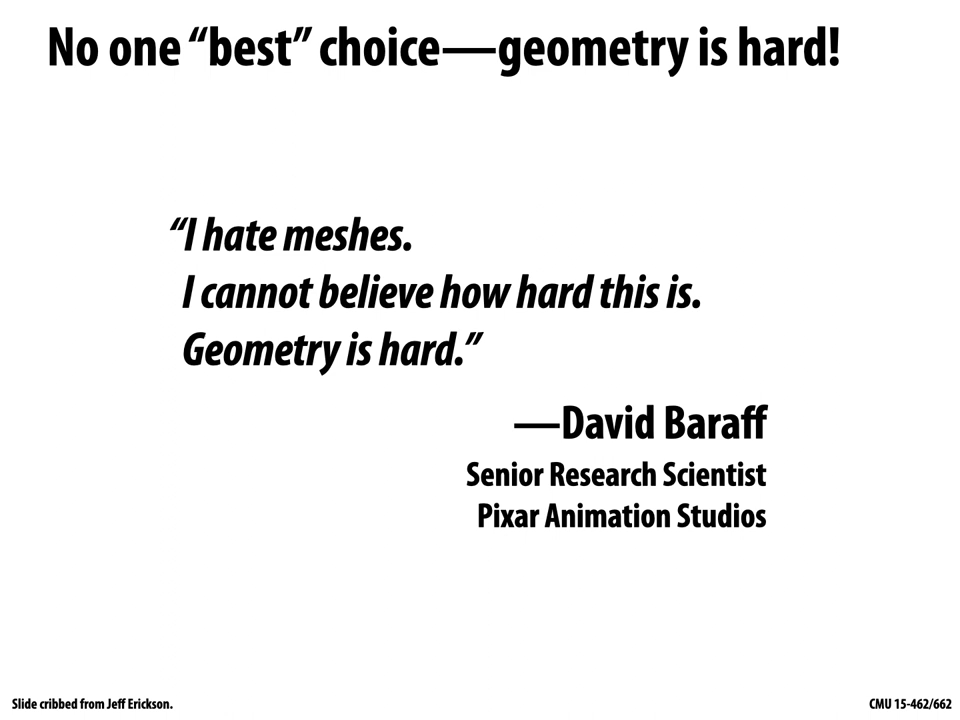 No one “best” choice—geometry is hard!
“I hate meshes.
I cannot believe how hard this is.
Geometry is hard.”
—David Baraff
Senior Research Scientist
Pixar Animation Studios
Slide cribbed from Jeff Erickson.
CMU 15-462/662